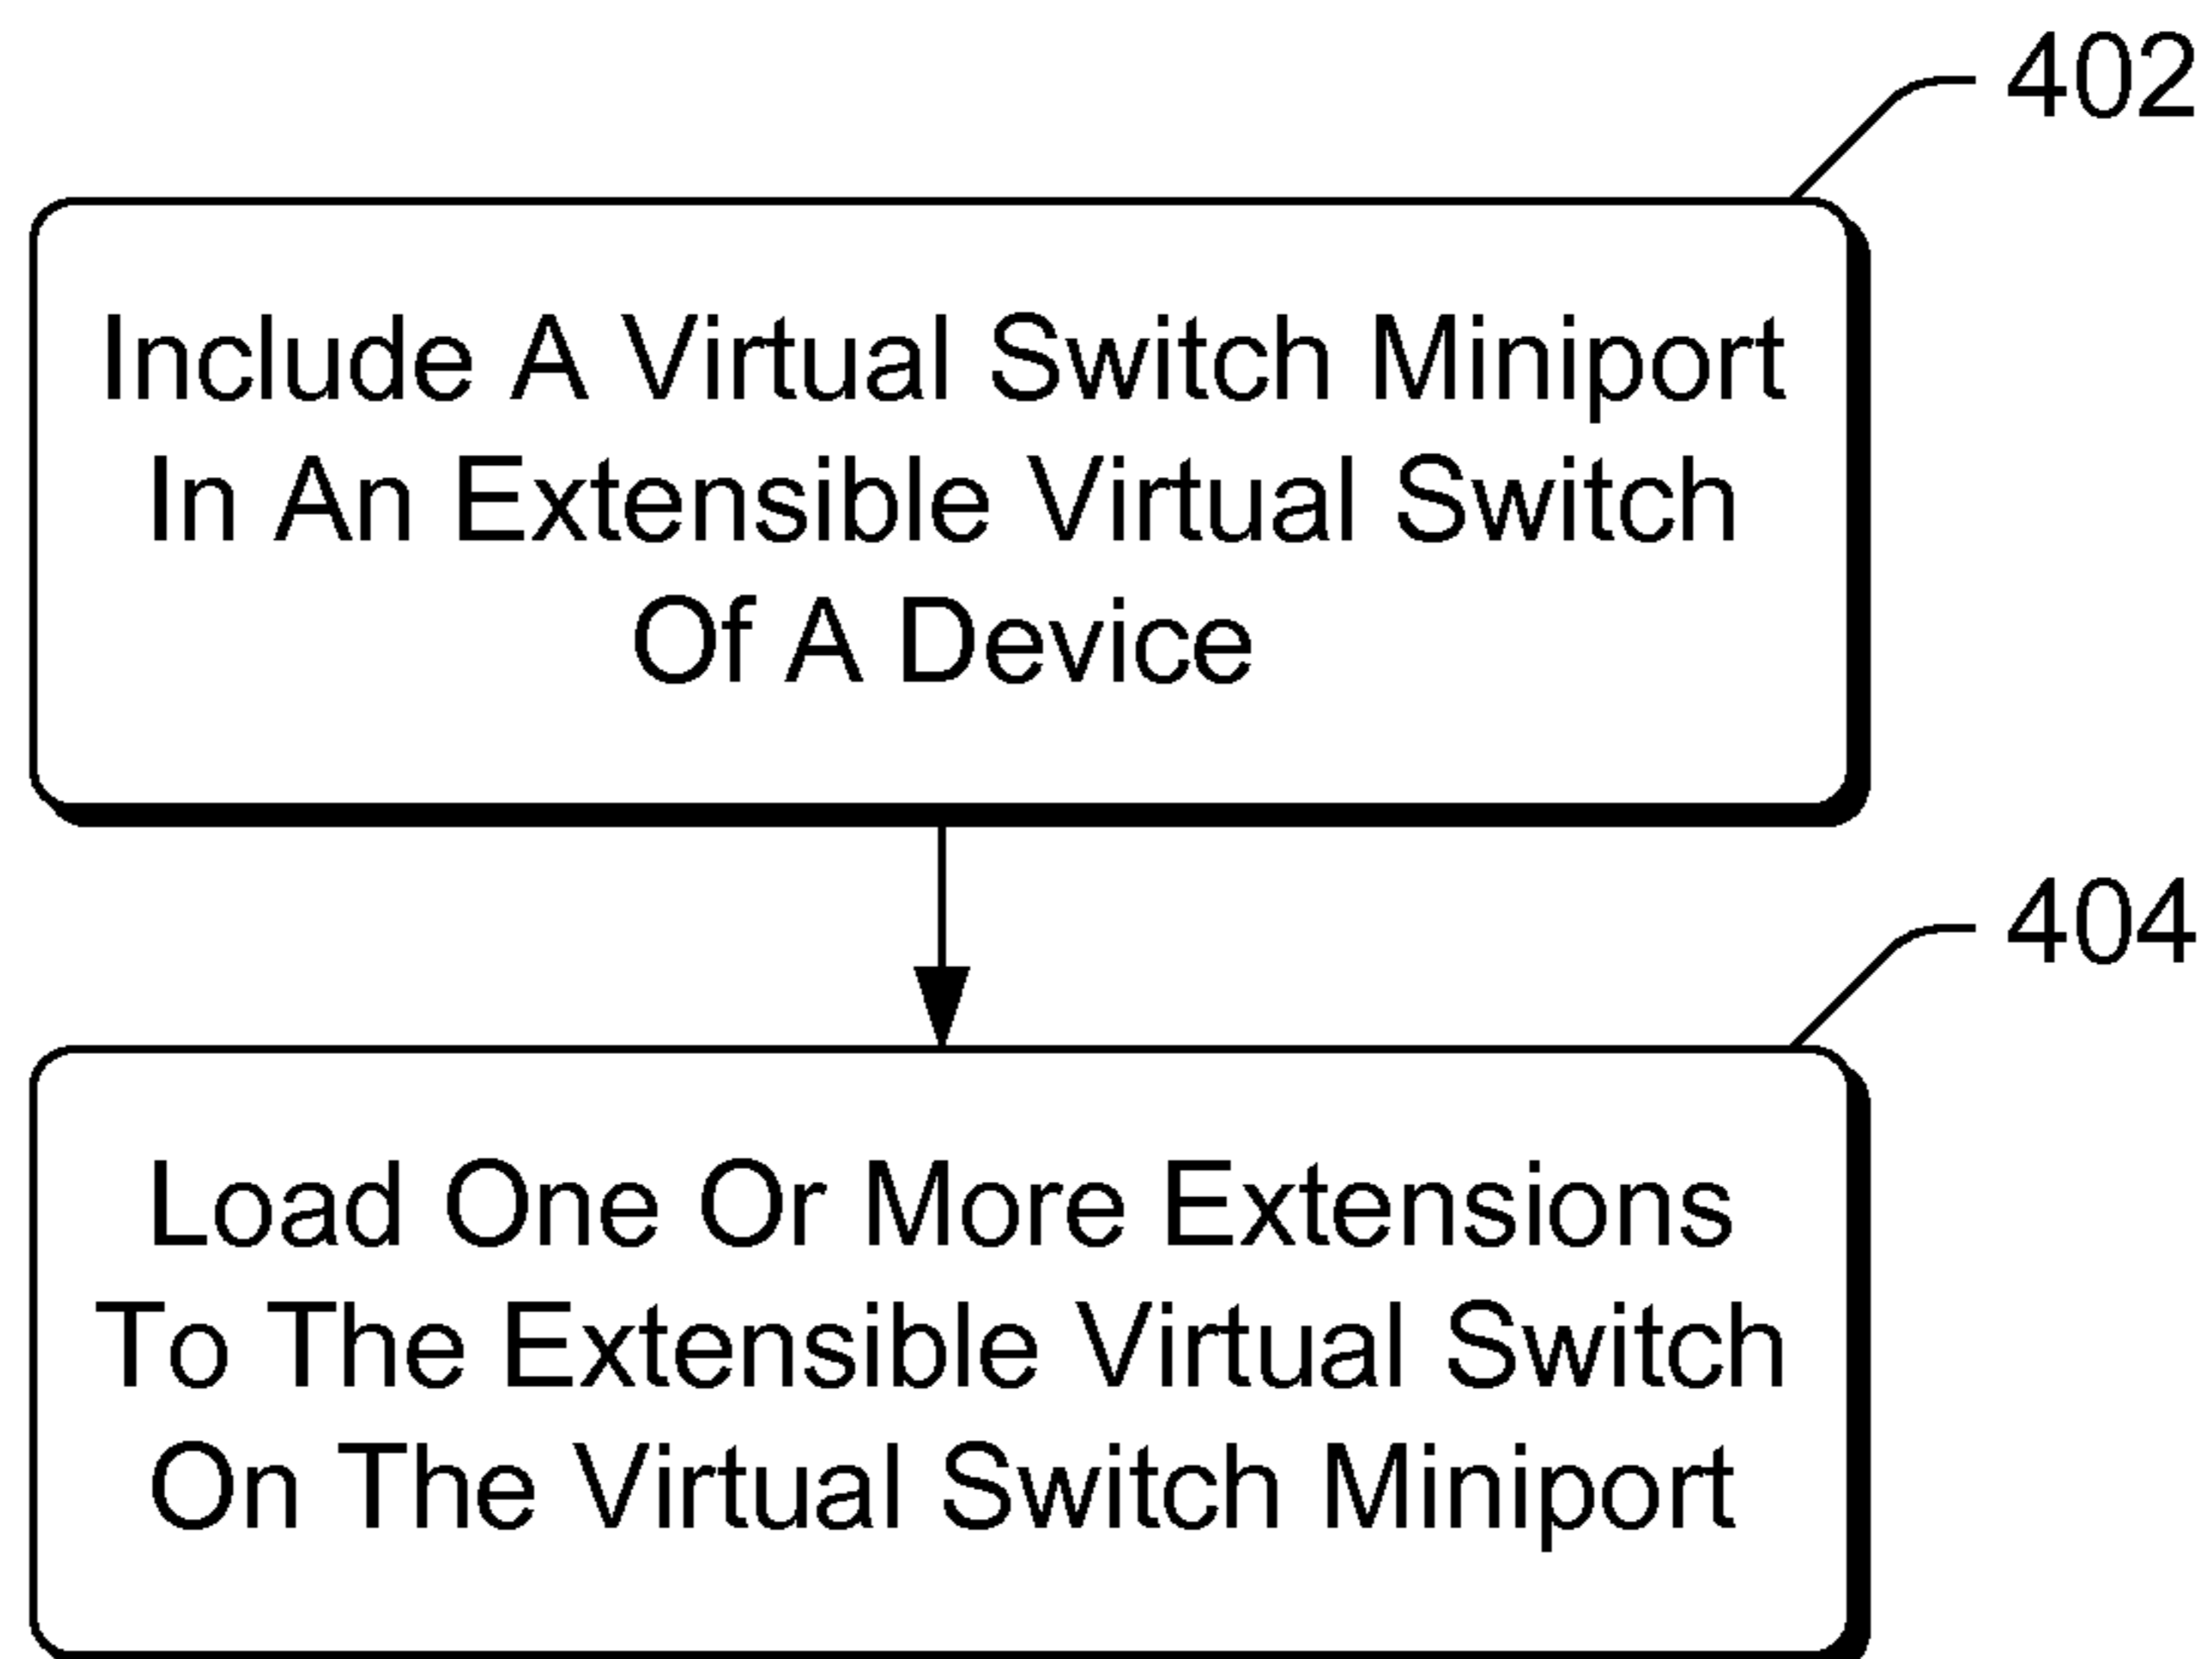 402
Include A Virtual Switch Miniport
In An Extensible Virtual Switch
Of A Device
404
Load One Or More Extensions
To The Extensible Virtual Switch
On The Virtual Switch Miniport